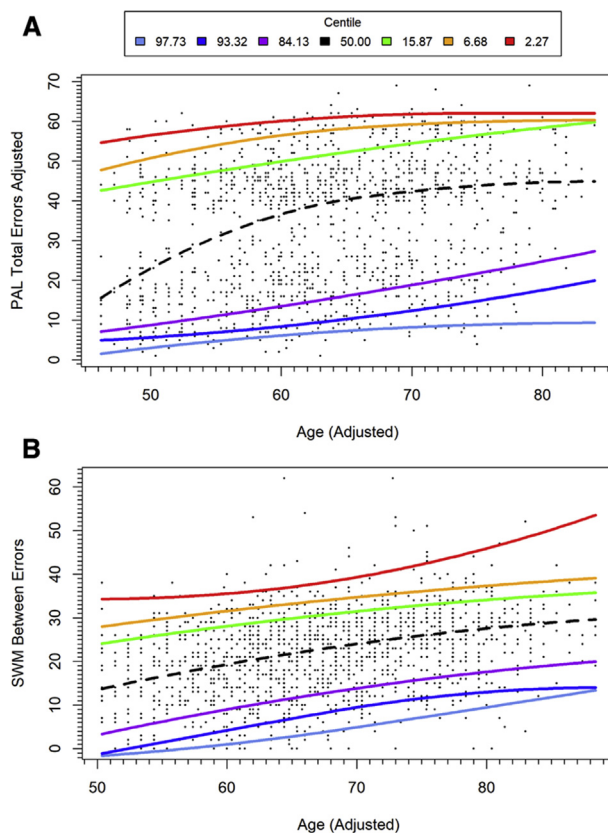 A
Centile
97.73 93.32 84.13 50.00 15.87 6.68 2.27
PAL Total Errors Adjusted
70
60
50
40
30
20
10
0
50 60 70 80
Age (Adjusted)
B
SWM Between Errors
60
50
40
30
20
10
0
50 60 70 80
Age (Adjusted)